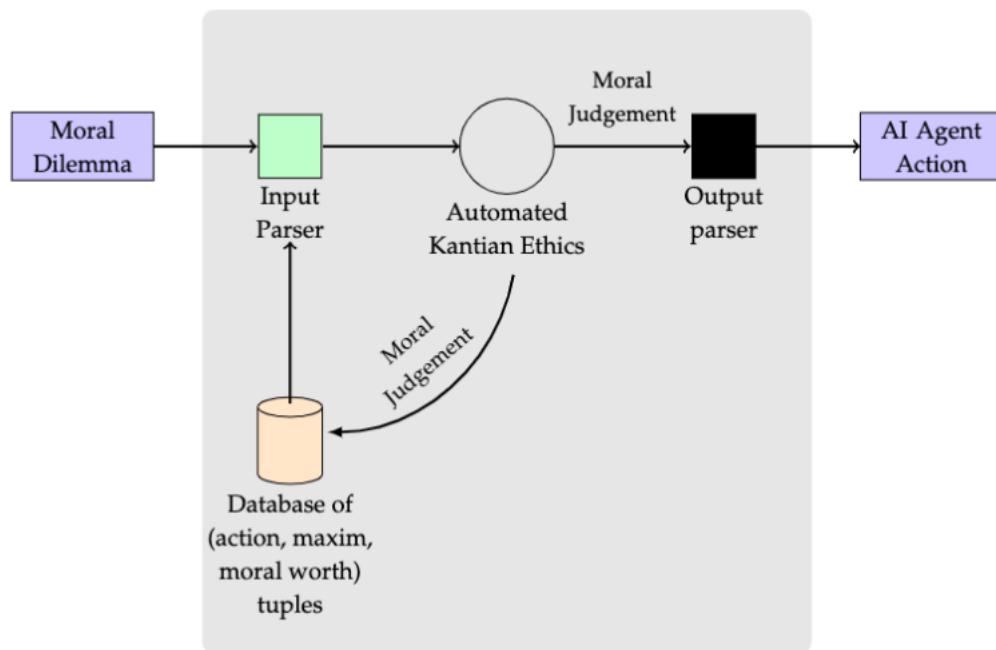 Moral
Dilemma
Input
Parser
Automated
Kantian Ethics
Moral
Judgement
Output
parser
AI Agent
Action
Moral
Judgement
Database of
(action, maxim,
moral worth)
tuples